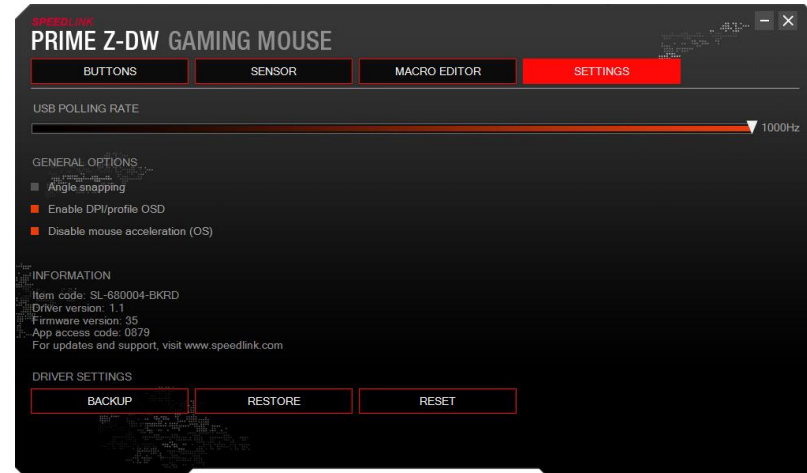 SPEEDLINK
PRIME Z-DW GAMING MOUSE
BUTTONS SENSOR MACRO EDITOR SETTINGS
USB POLLING RATE
1000Hz
GENERAL OPTIONS
Angle snapping
Enable DPI/profile OSD
Disable mouse acceleration (OS)
INFORMATION
Item code: SL-680004-BKRD
Driver version: 1.1
Firmware version: 35
App access code: 0879
For updates and support, visit www.speedlink.com
DRIVER SETTINGS
BACKUP RESTORE RESET